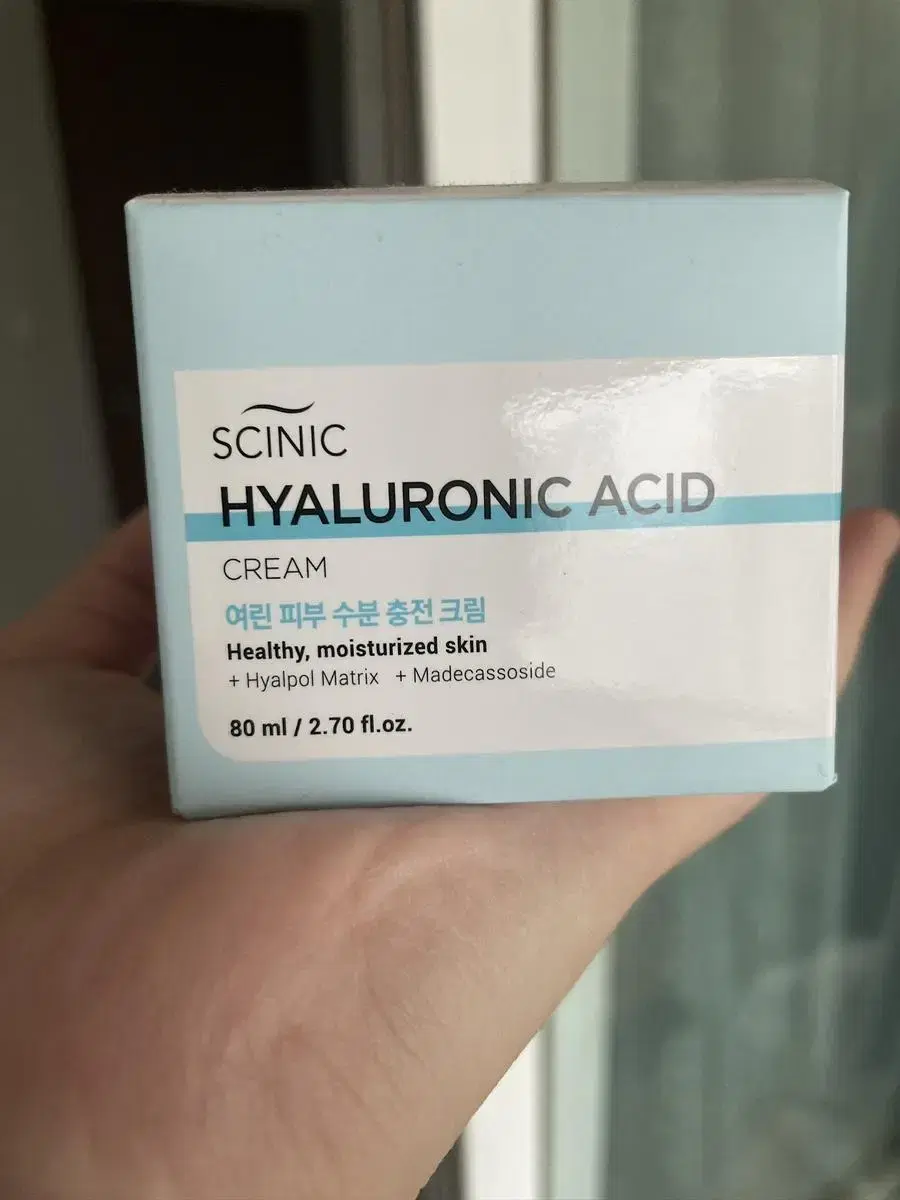 SCINIC
HYALURONIC ACID
CREAM
여린 피부 수분 충전 크림
Healthy, moisturized skin
+ Hyalpol Matrix + Madecassoside
80 ml / 2.70 fl.oz.